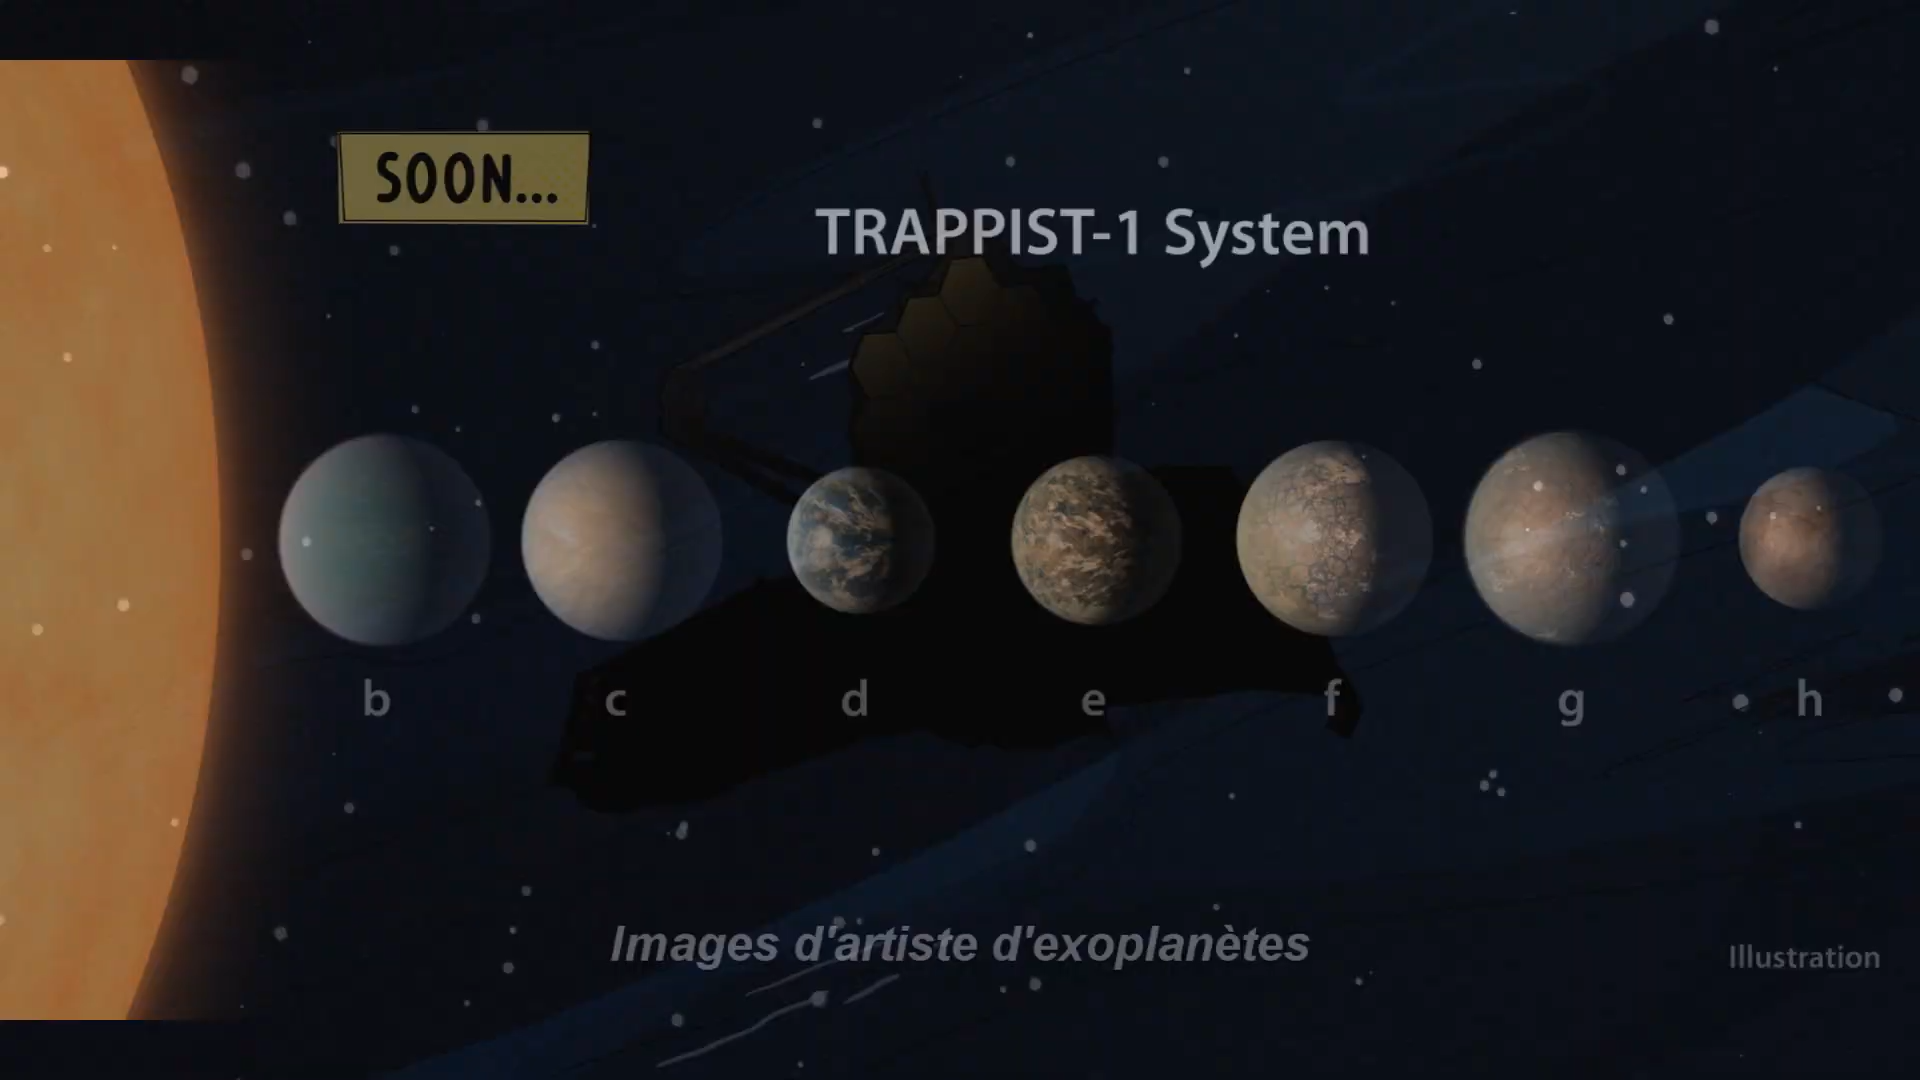 SOON...
TRAPPIST-1 System
b c d e f g h
Images d'artiste d'exoplanètes
Illustration